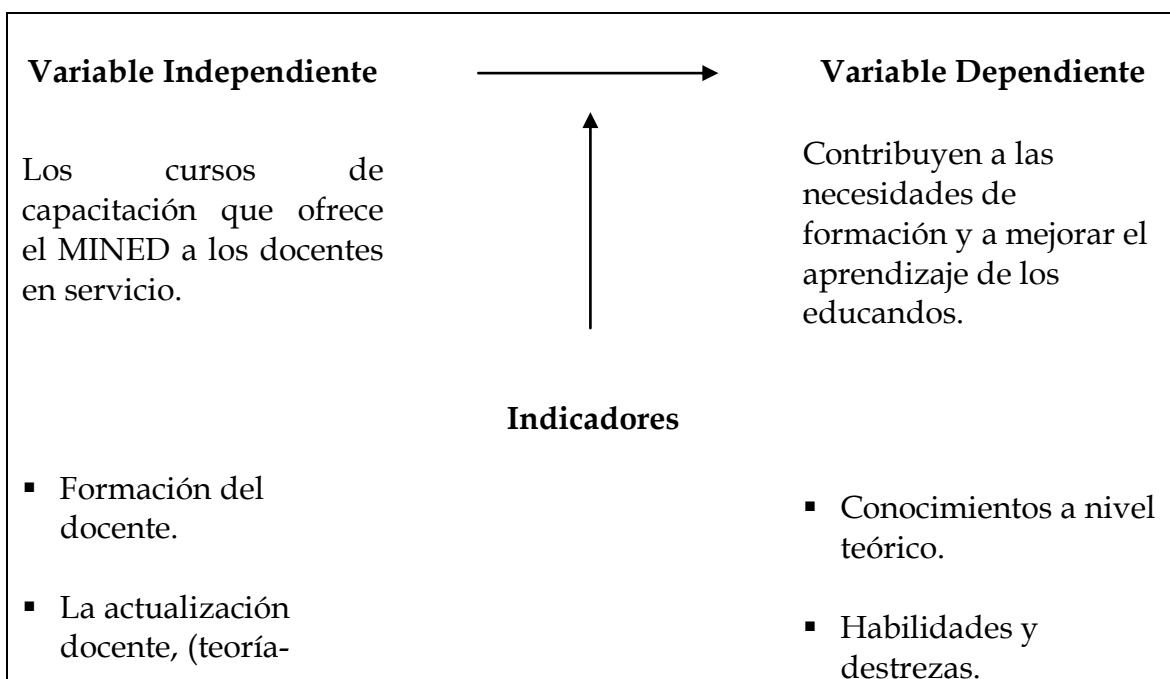 Variable Independiente
Los cursos de
capacitación que ofrece
el MINED a los docentes
en servicio.
Variable Dependiente
Contribuyen a las
necesidades de
formación y a mejorar el
aprendizaje de los
educandos.
Indicadores
▪ Formación del
docente.
▪ La actualización
docente, (teoría-
▪ Conocimientos a nivel
teórico.
▪ Habilidades y
destrezas.